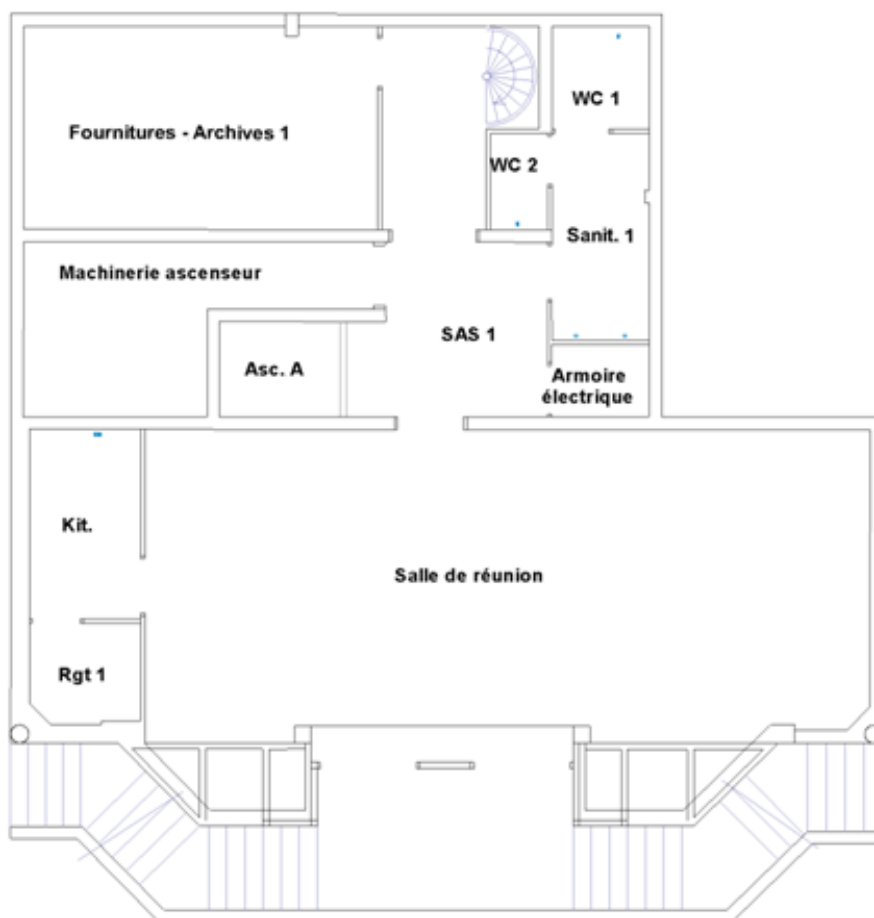 WC 1
Fournitures - Archives 1
WC 2
Sanit. 1
Machinerie ascenseur
SAS 1
Asc. A
Armoire
électrique
Kit.
Salle de réunion
Rgt 1